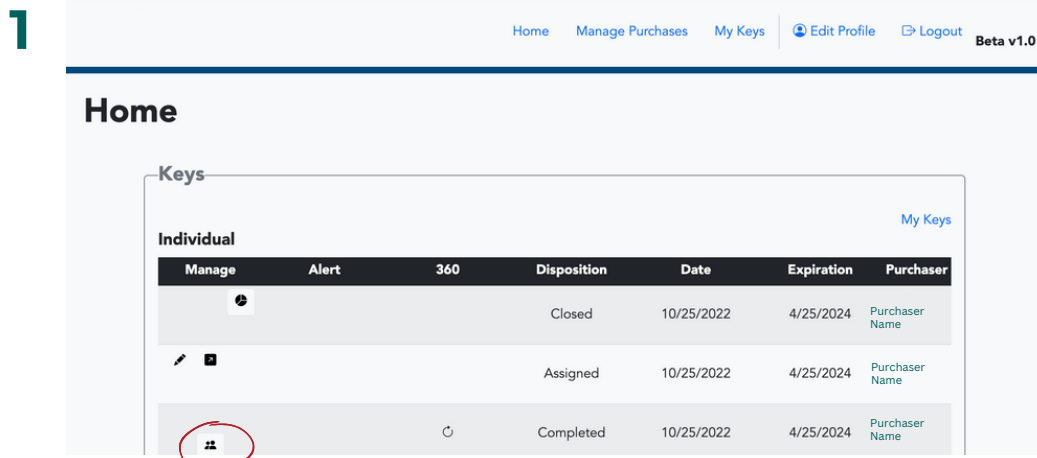 1
Home Manage Purchases My Keys Edit Profile Logout Beta v1.0
Home
Keys
My Keys
Individual
Manage Alert 360 Disposition Date Expiration Purchaser
Closed 10/25/2022 4/25/2024 Purchaser
Name
Assigned 10/25/2022 4/25/2024 Purchaser
Name
Completed 10/25/2022 4/25/2024 Purchaser
Name